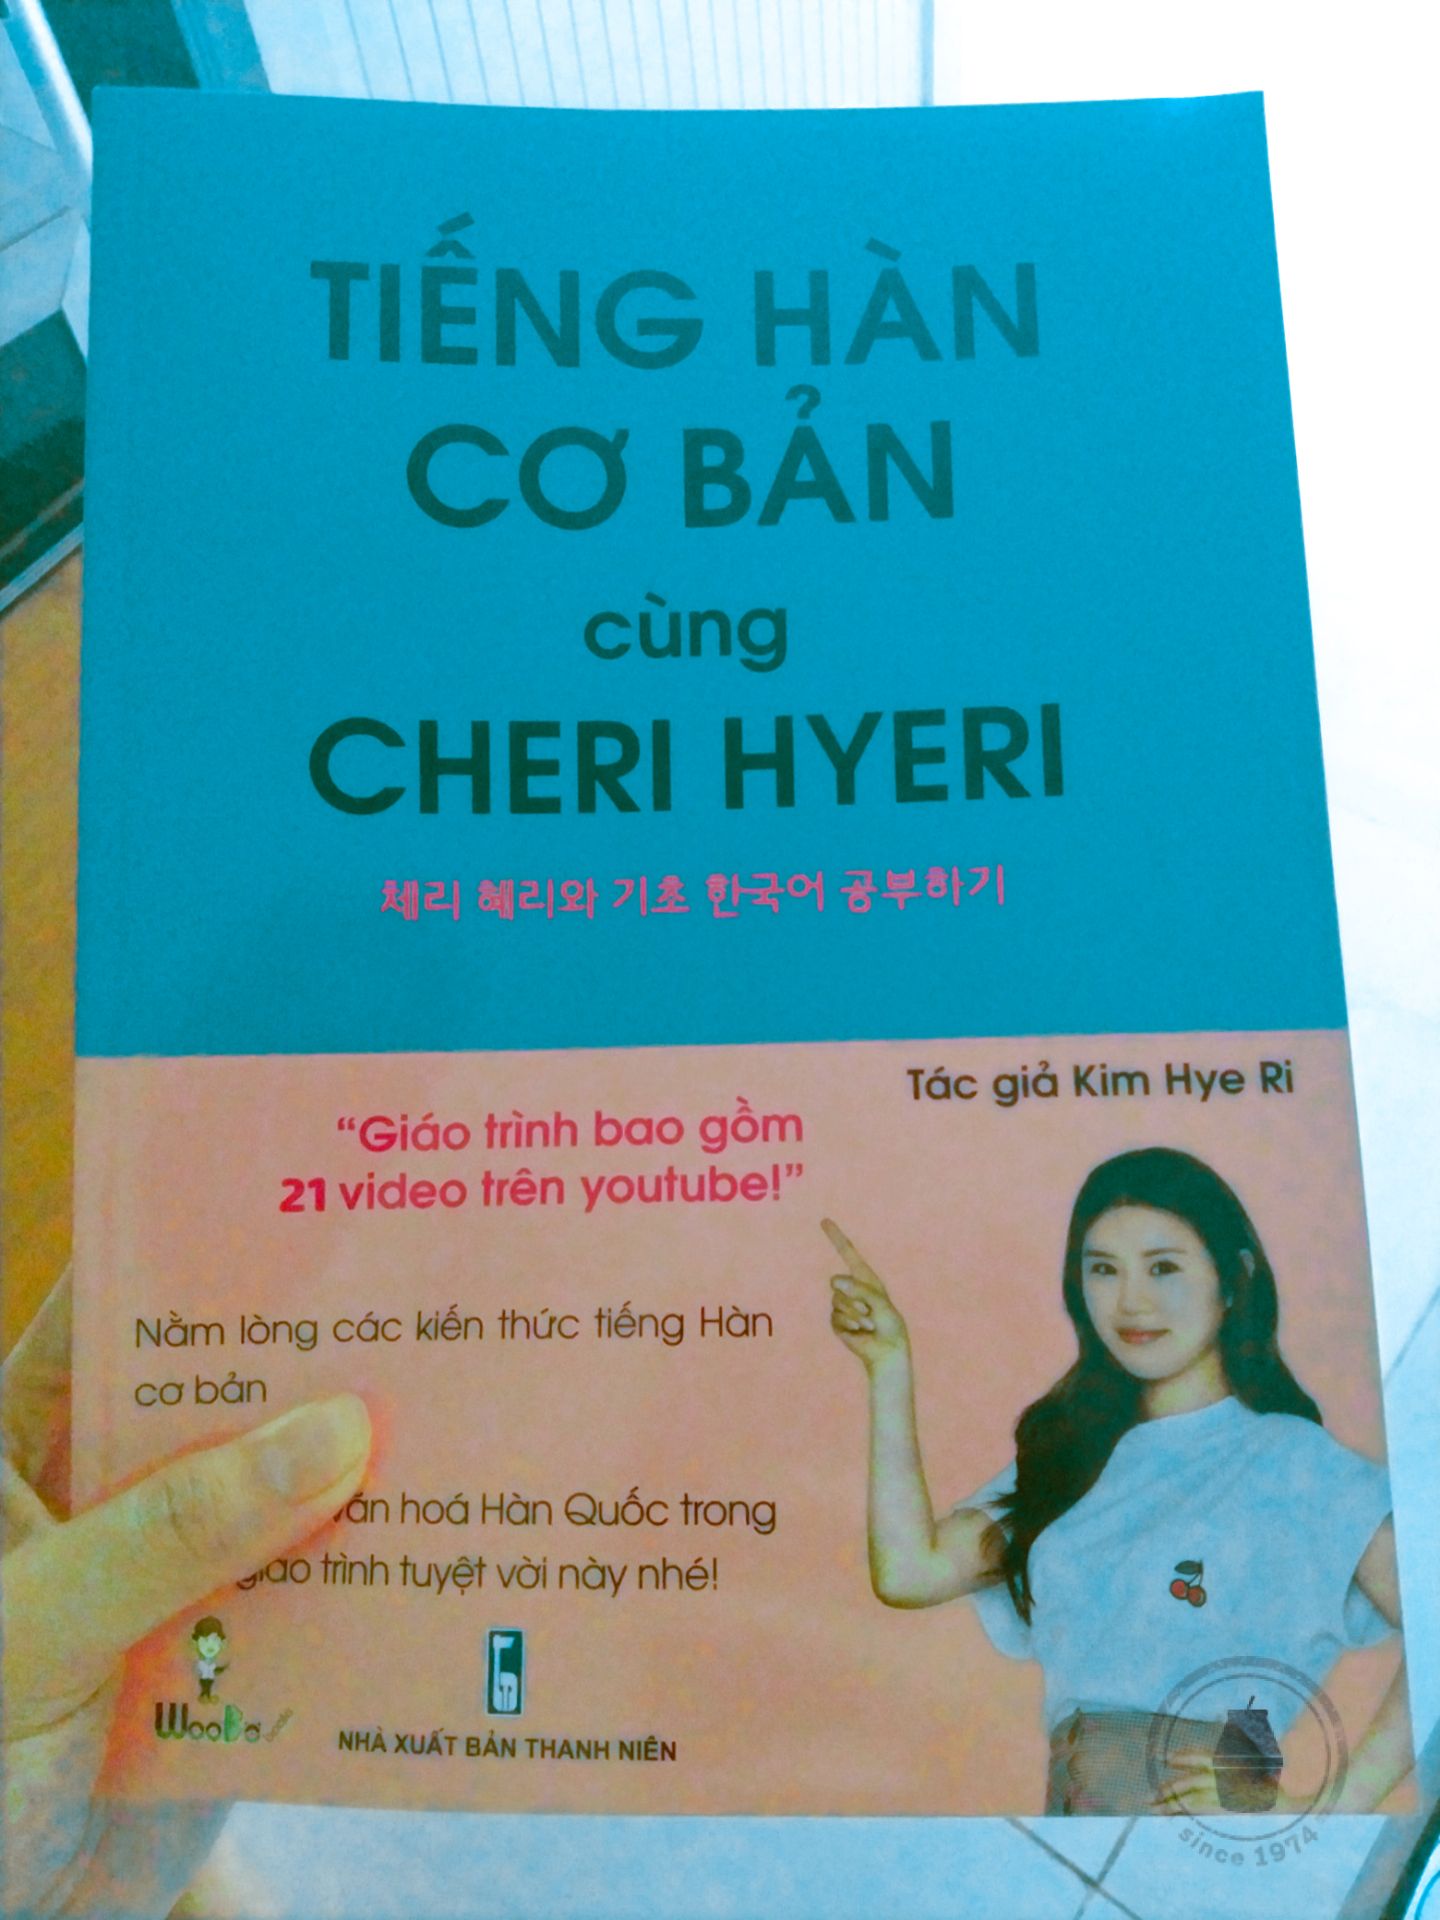 TIẾNG HÀN
CƠ BẢN
cùng
CHERI HYERI
체리 혜리와 기초 한국어 공부하기
Tác giả Kim Hye Ri
“Giáo trình bao gồm
21 video trên youtube!”
Nằm lòng các kiến thức tiếng Hàn
cơ bản
văn hoá Hàn Quốc trong
giáo trình tuyệt vời này nhé!
WooBo
NHÀ XUẤT BẢN THANH NIÊN
since 1974